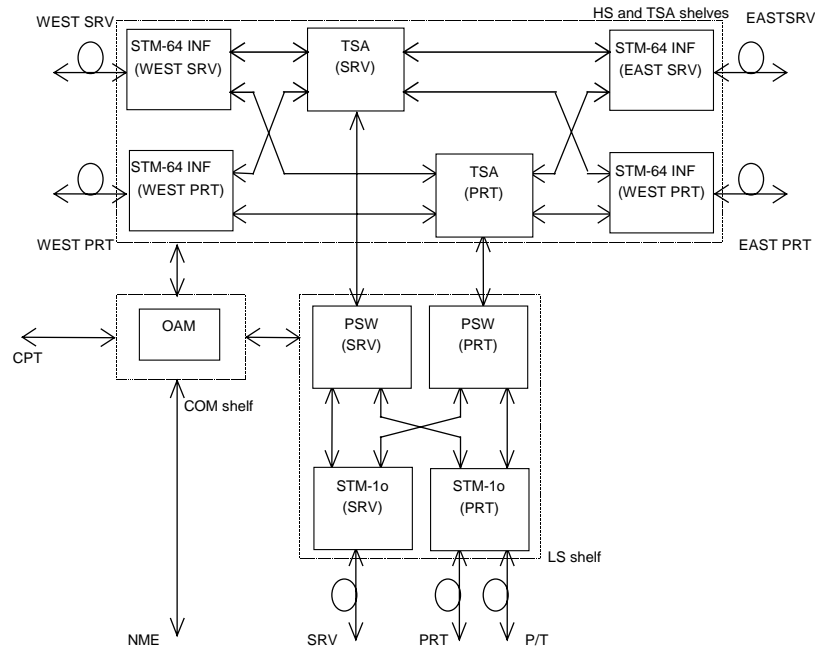 HS and TSA shelves
WEST SRV
EASTSRV
STM-64 INF
(WEST SRV)
TSA
(SRV)
STM-64 INF
(EAST SRV)
STM-64 INF
(WEST PRT)
TSA
(PRT)
STM-64 INF
(WEST PRT)
WEST PRT
EAST PRT
OAM
CPT
COM shelf
PSW
(SRV)
PSW
(PRT)
STM-1o
(SRV)
STM-1o
(PRT)
LS shelf
NME
SRV
PRT
P/T